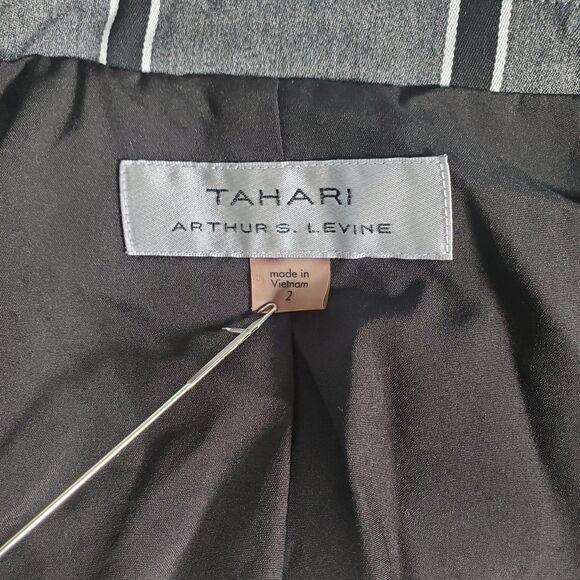 TAHARI
ARTHUR S. LEVINE
made in
Vietnam
2